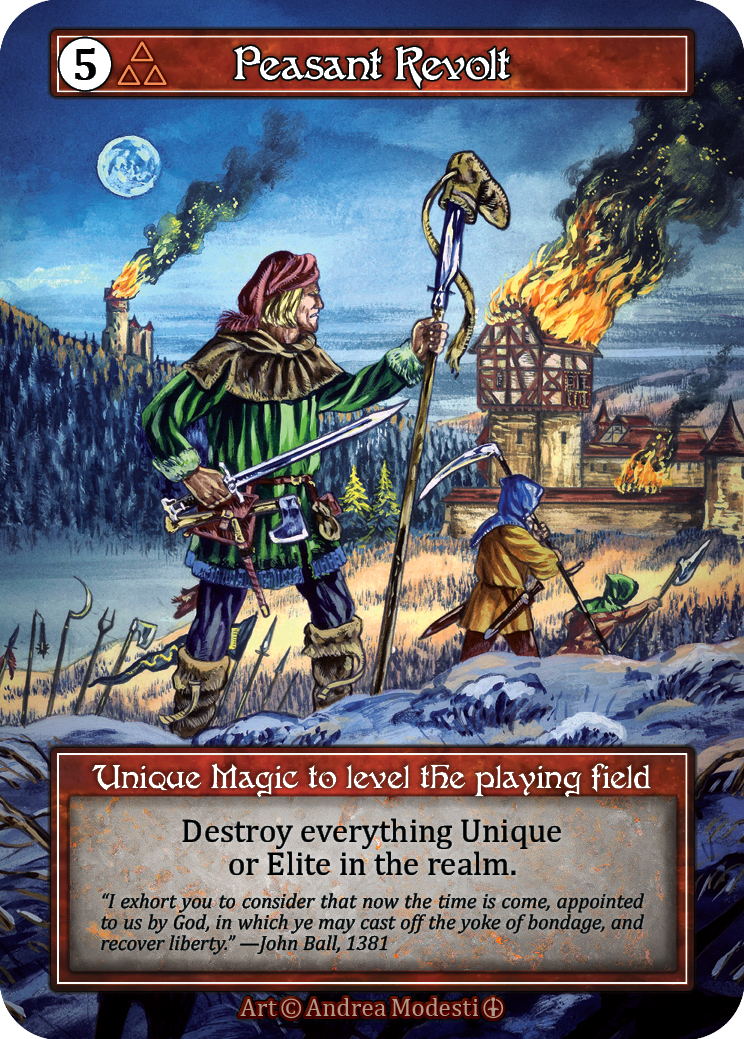 5
Peasant Revolt
Unique Magic to level the playing field
Destroy everything Unique
or Elite in the realm.
“I exhort you to consider that now the time is come, appointed
to us by God, in which ye may cast off the yoke of bondage, and
recover liberty.” —John Ball, 1381
Art © Andrea Modesti